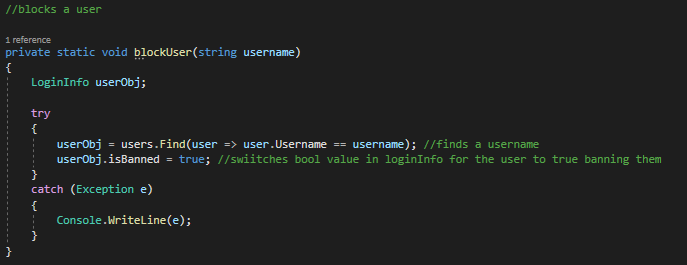 //blocks a user
1 reference
private static void blockUser(string username)
{
LoginInfo userObj;
try
{
userObj = users.Find(user => user.Username == username); //finds a username
userObj.isBanned = true; //swiitches bool value in loginInfo for the user to true banning them
}
catch (Exception e)
{
Console.WriteLine(e);
}
}